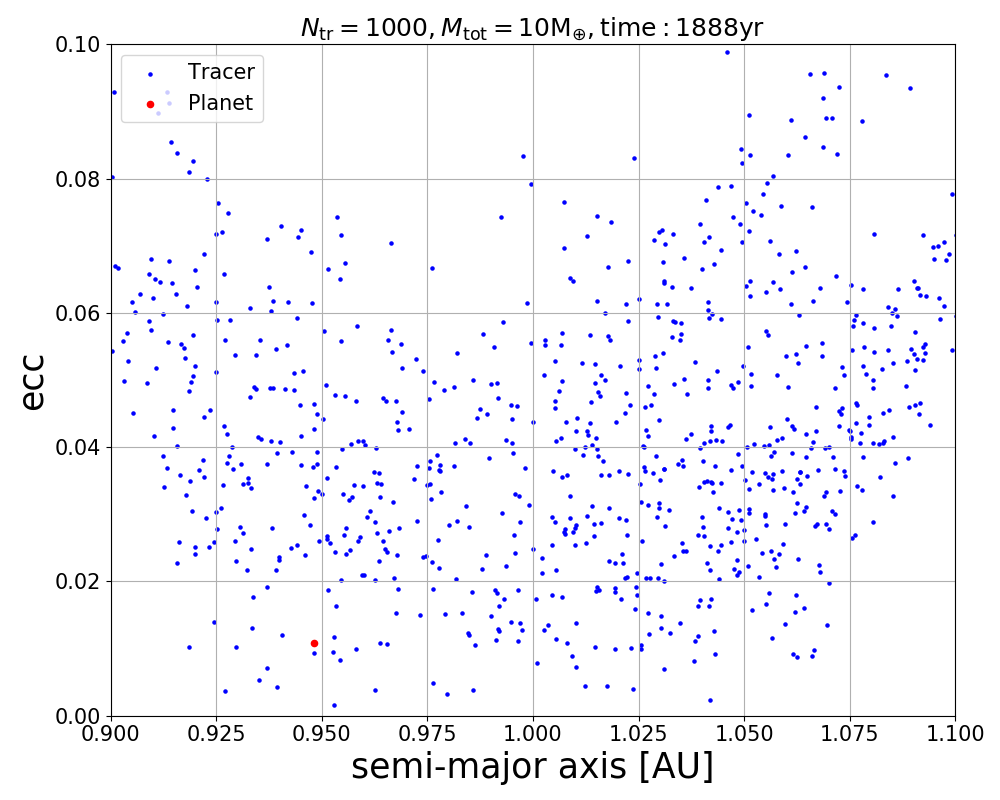 N_tr = 1000, M_tot = 10M_⊕, time : 1888yr
Tracer
Planet
ecc
0.10
0.08
0.06
0.04
0.02
0.00
0.900 0.925 0.950 0.975 1.000 1.025 1.050 1.075 1.100
semi-major axis [AU]